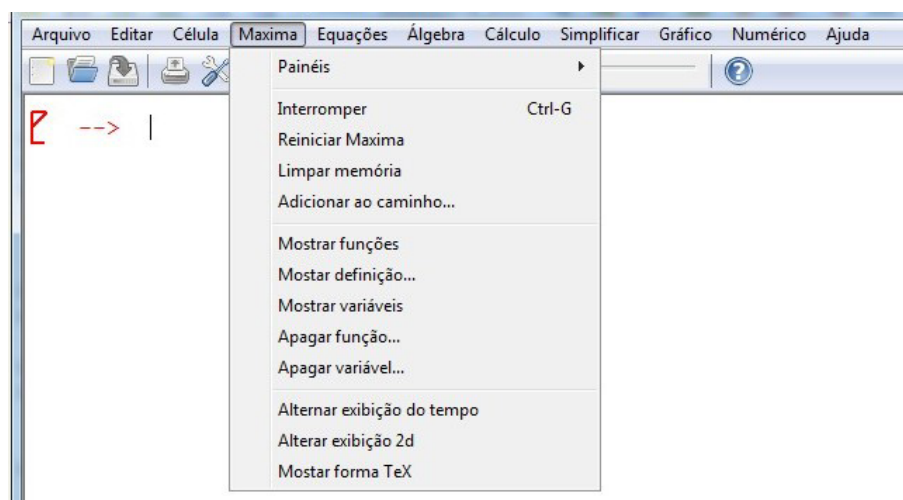 Arquivo Editar Célula Maxima Equações Álgebra Cálculo Simplificar Gráfico Numérico Ajuda
-->
Painéis
Interromper Ctrl-G
Reiniciar Maxima
Limpar memória
Adicionar ao caminho...
Mostrar funções
Mostar definição...
Mostrar variáveis
Apagar função...
Apagar variável...
Alternar exibição do tempo
Alterar exibição 2d
Mostar forma TeX